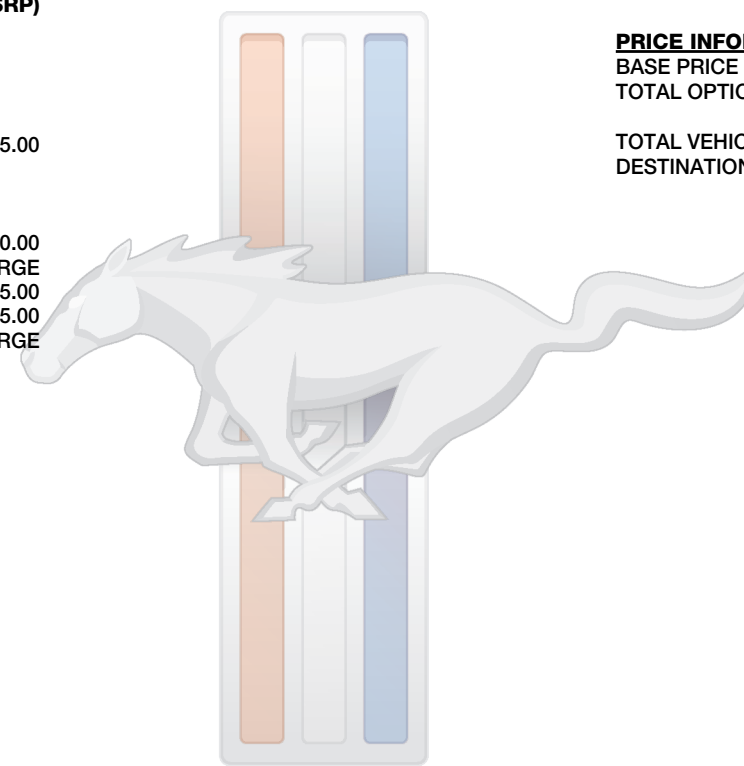 SRP)
5.00
0.00
RGE
5.00
5.00
RGE
PRICE INFO
BASE PRICE
TOTAL OPTIO
TOTAL VEHIC
DESTINATION